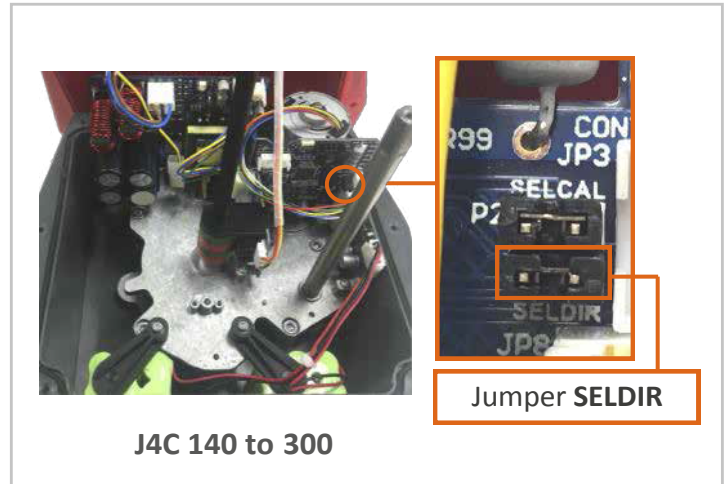 R99
CON
JP3
SELCAL
P2
SELDIR
JP8
Jumper SELDIR
J4C 140 to 300